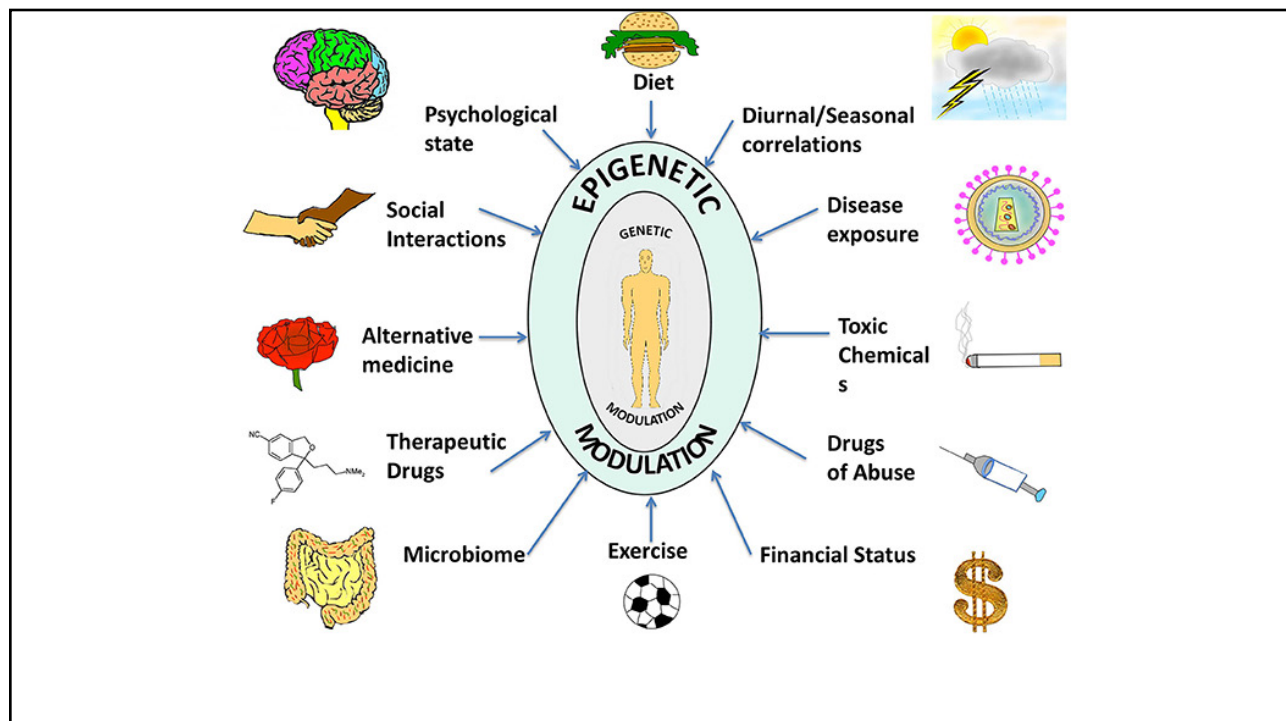 Diet
Psychological
state
Diurnal/Seasonal
correlations
EPIGENETIC
Social
Interactions
GENETIC
Disease
exposure
Alternative
medicine
Toxic
Chemical
s
MODULATION
MODULATION
Therapeutic
Drugs
NC
O
NMe₂
F
Drugs
of Abuse
Microbiome
Exercise
Financial Status
$